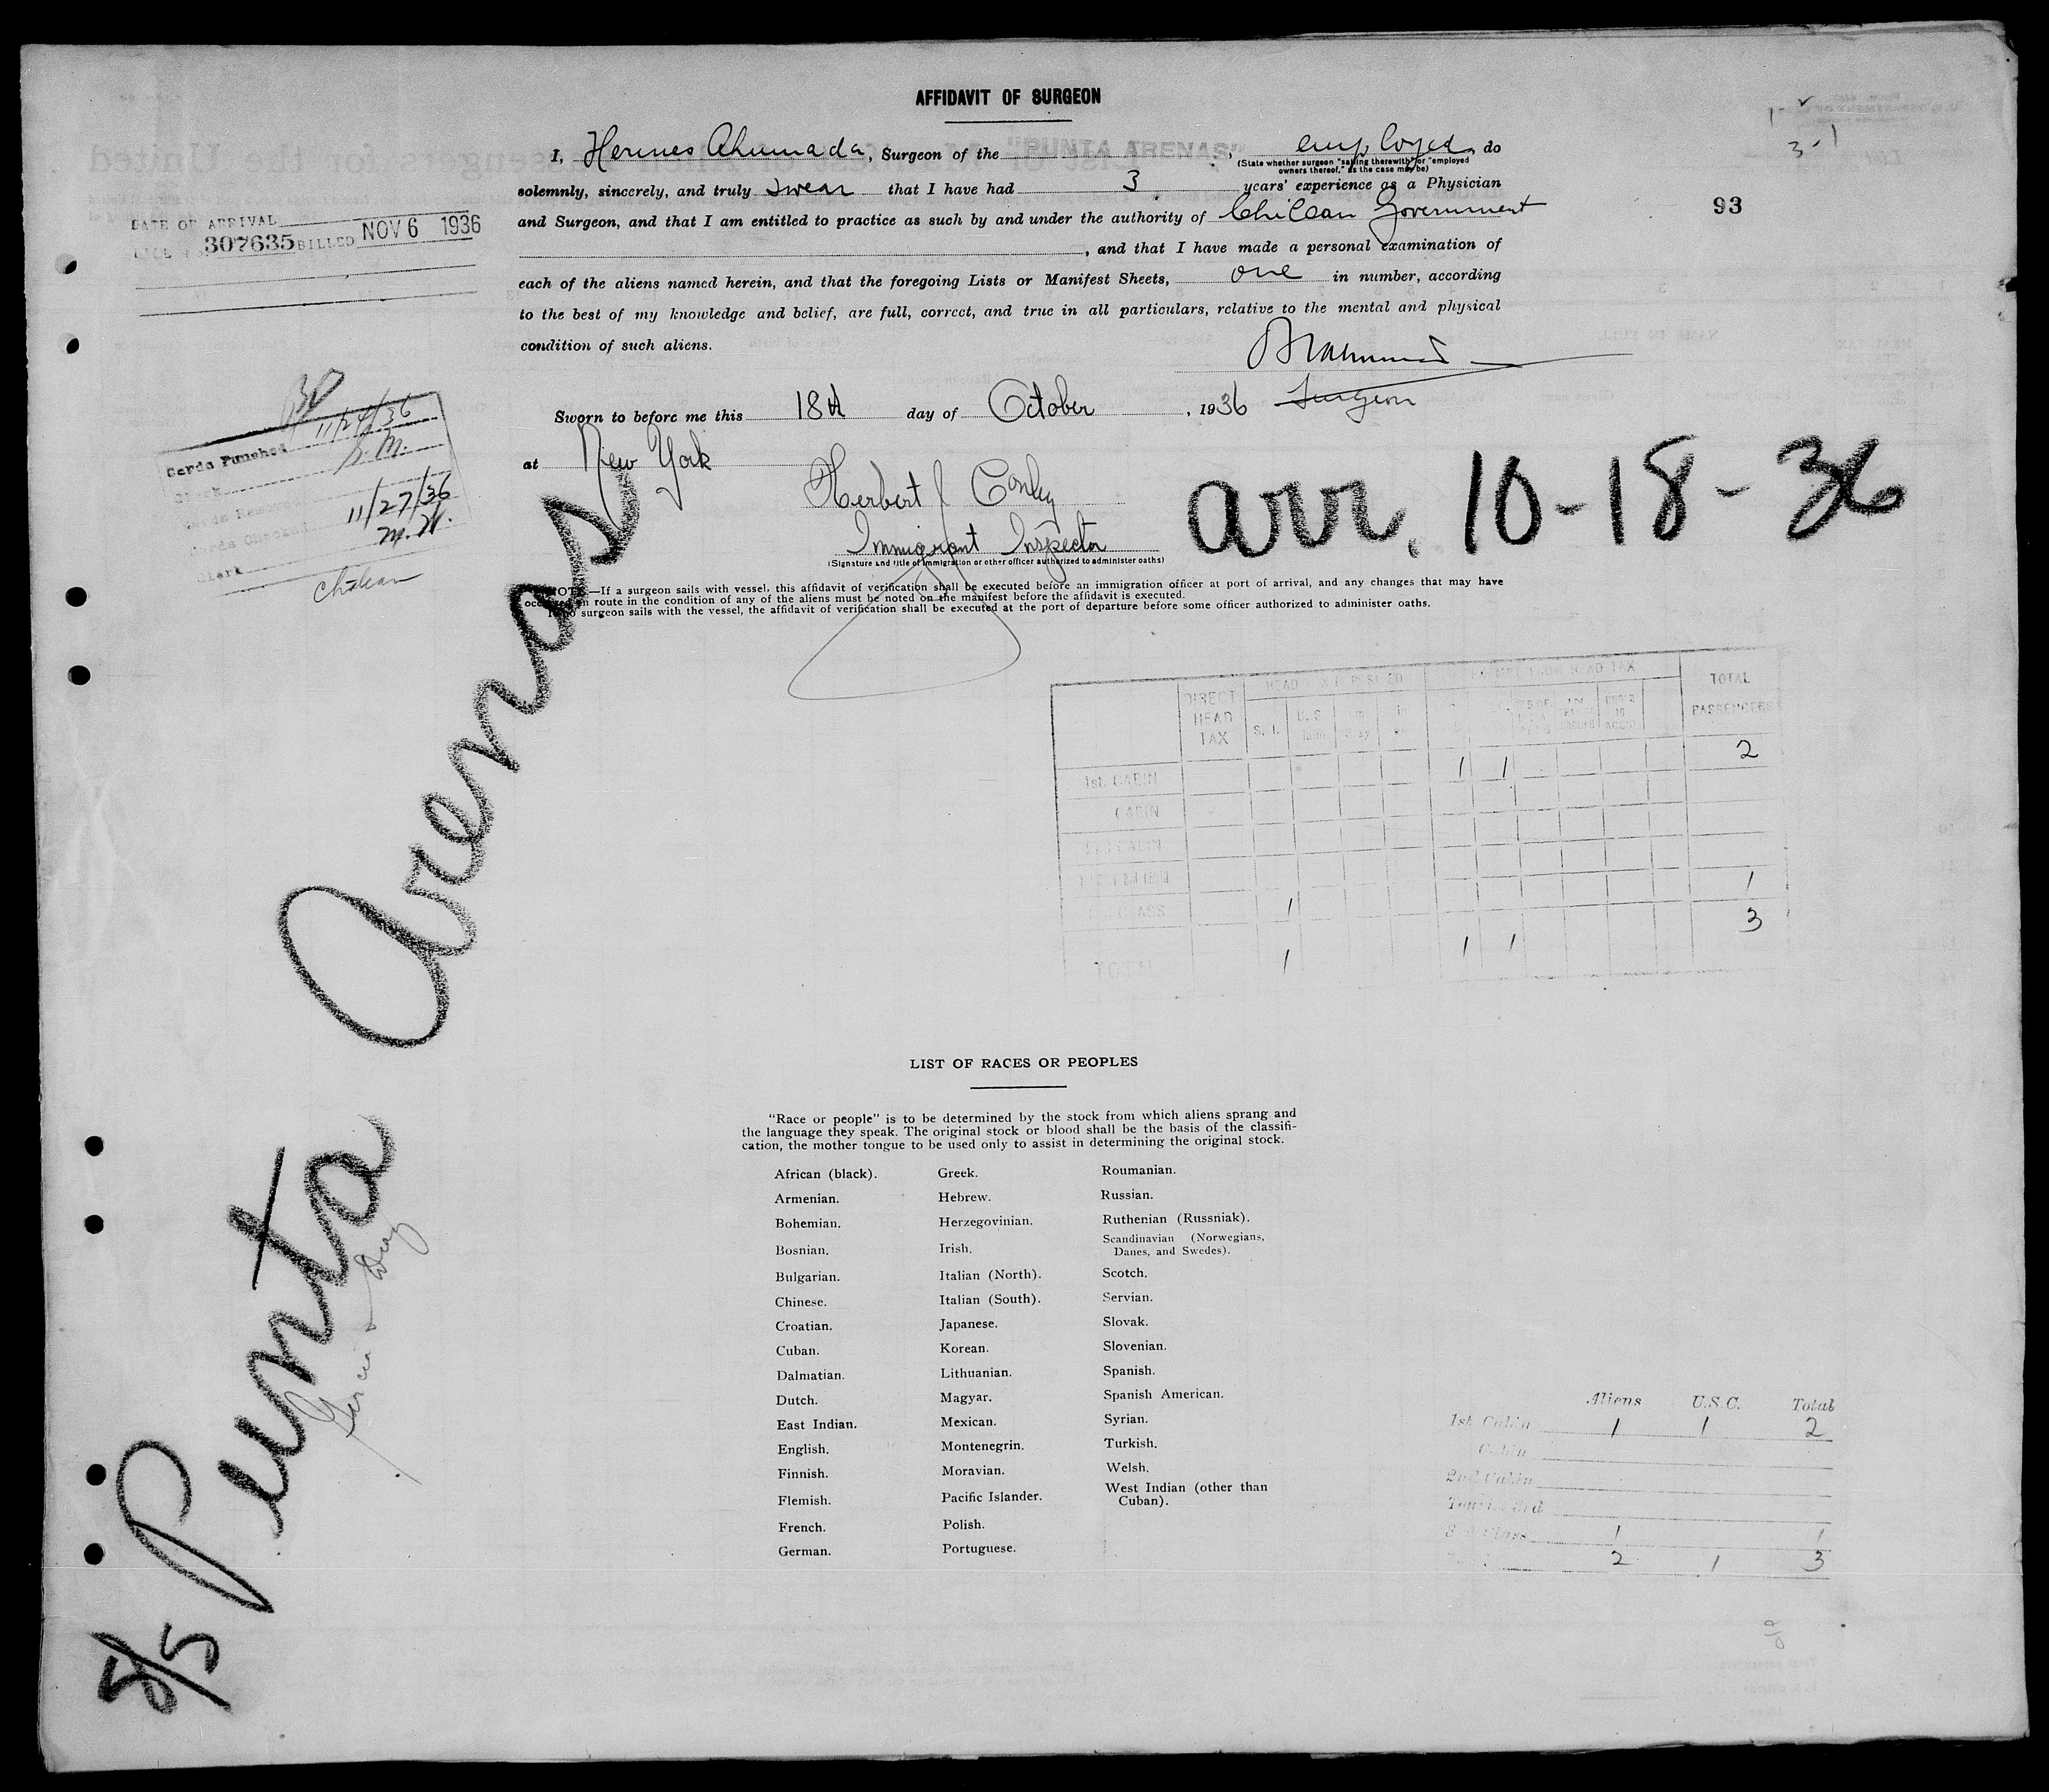 AFFIDAVIT OF SURGEON
I, Hermes Ahumada, Surgeon of the "PUNTA ARENAS", employed, do
(State whether surgeon "sailing therewith" or "employed
owners thereof," as the case may be)
solemnly, sincerely, and truly swear that I have had 3 years' experience as a Physician
and Surgeon, and that I am entitled to practice as such by and under the authority of Chilean Government
, and that I have made a personal examination of
each of the aliens named herein, and that the foregoing Lists or Manifest Sheets, one in number, according
to the best of my knowledge and belief, are full, correct, and true in all particulars, relative to the mental and physical
condition of such aliens.
Surgeon
Sworn to before me this 18th day of October, 1936
at New York
Herbert J Conley
Immigrant Inspector
(Signature and title of immigration or other officer authorized to administer oaths)
NOTE.—If a surgeon sails with vessel, this affidavit of verification shall be executed before an immigration officer at port of arrival, and any changes that may have
occurred in route in the condition of any of the aliens must be noted on the manifest before the affidavit is executed.
If no surgeon sails with the vessel, the affidavit of verification shall be executed at the port of departure before some officer authorized to administer oaths.
3-1
93
DATE OF ARRIVAL
307635 BILLED NOV 6 1936
Cards Punched 11/24/36
Clerk S.M.
Cards Checked 11/27/36
Clerk M.W.
Chilean
arr. 10-18-36
S/S Punta Arenas
DIRECT HEAD TAX
S. I.
U. S.
EXEMPT FROM HEAD TAX
TOTAL PASSENGERS
1st. CABIN 1 1 2
CABIN
CLASS 1 1
TOTAL 1 1 1 3
LIST OF RACES OR PEOPLES
"Race or people" is to be determined by the stock from which aliens sprang and
the language they speak. The original stock or blood shall be the basis of the classifi-
cation, the mother tongue to be used only to assist in determining the original stock.
African (black). Greek. Roumanian.
Armenian. Hebrew. Russian.
Bohemian. Herzegovinian. Ruthenian (Russniak).
Bosnian. Irish. Scandinavian (Norwegians,
Danes, and Swedes).
Bulgarian. Italian (North). Scotch.
Chinese. Italian (South). Servian.
Croatian. Japanese. Slovak.
Cuban. Korean. Slovenian.
Dalmatian. Lithuanian. Spanish.
Dutch. Magyar. Spanish American.
East Indian. Mexican. Syrian.
English. Montenegrin. Turkish.
Finnish. Moravian. Welsh.
Flemish. Pacific Islander. West Indian (other than
Cuban).
French. Polish.
German. Portuguese.
Aliens U.S.C. Total
1st Cabin 1 1 2
Cabin
2nd Cabin
Tourist 3rd
3rd Class 1 1
2 1 3